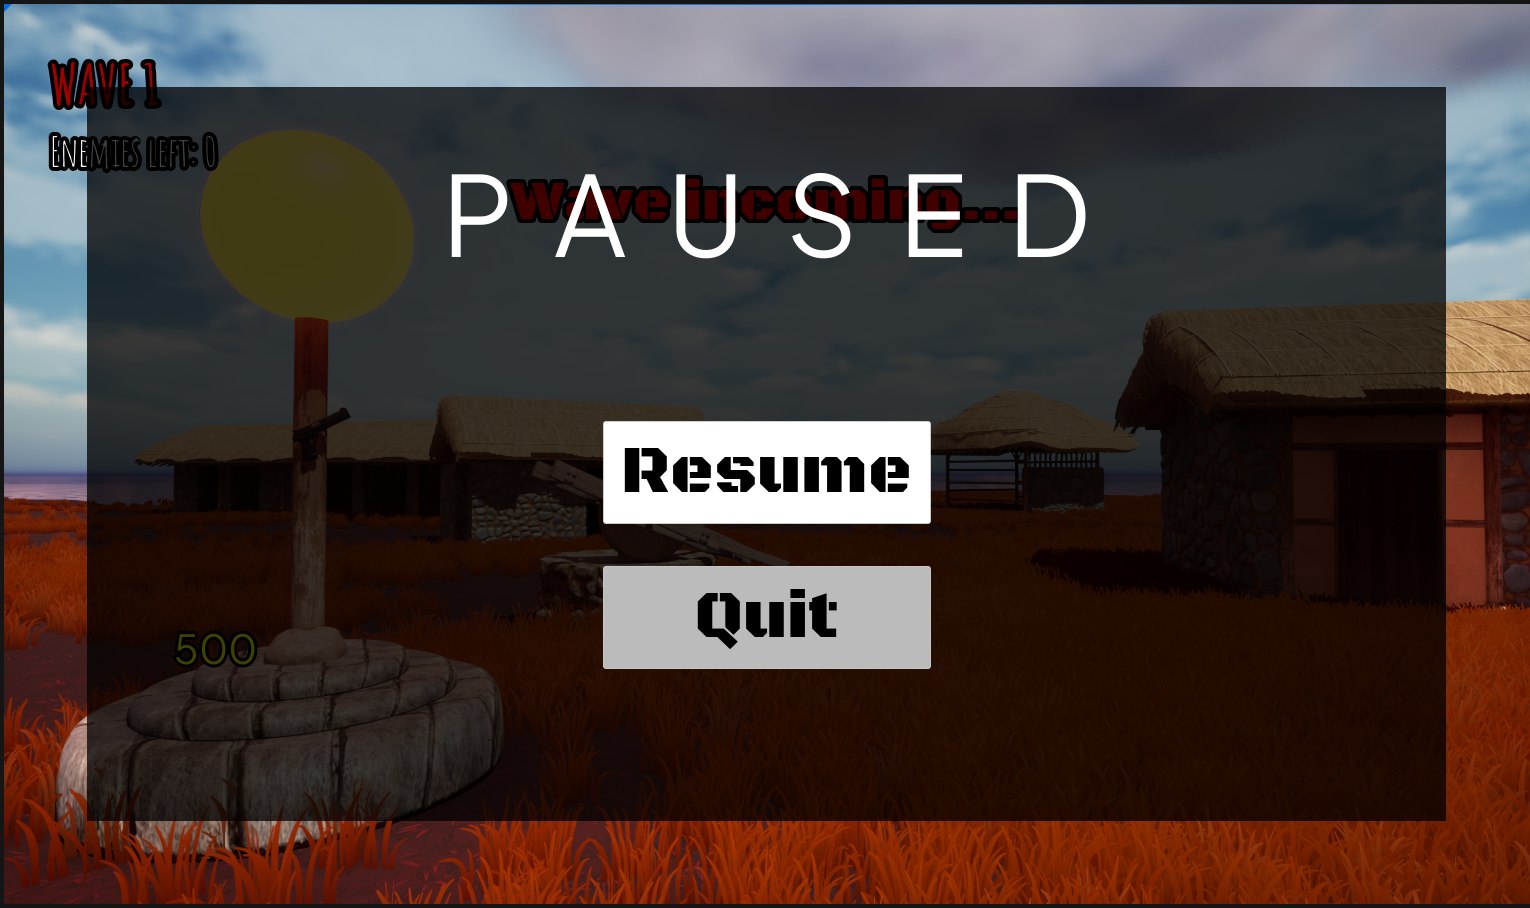 WAVE 1
ENEMIES LEFT: 0
Wave incoming...
PAUSED
Resume
Quit
500